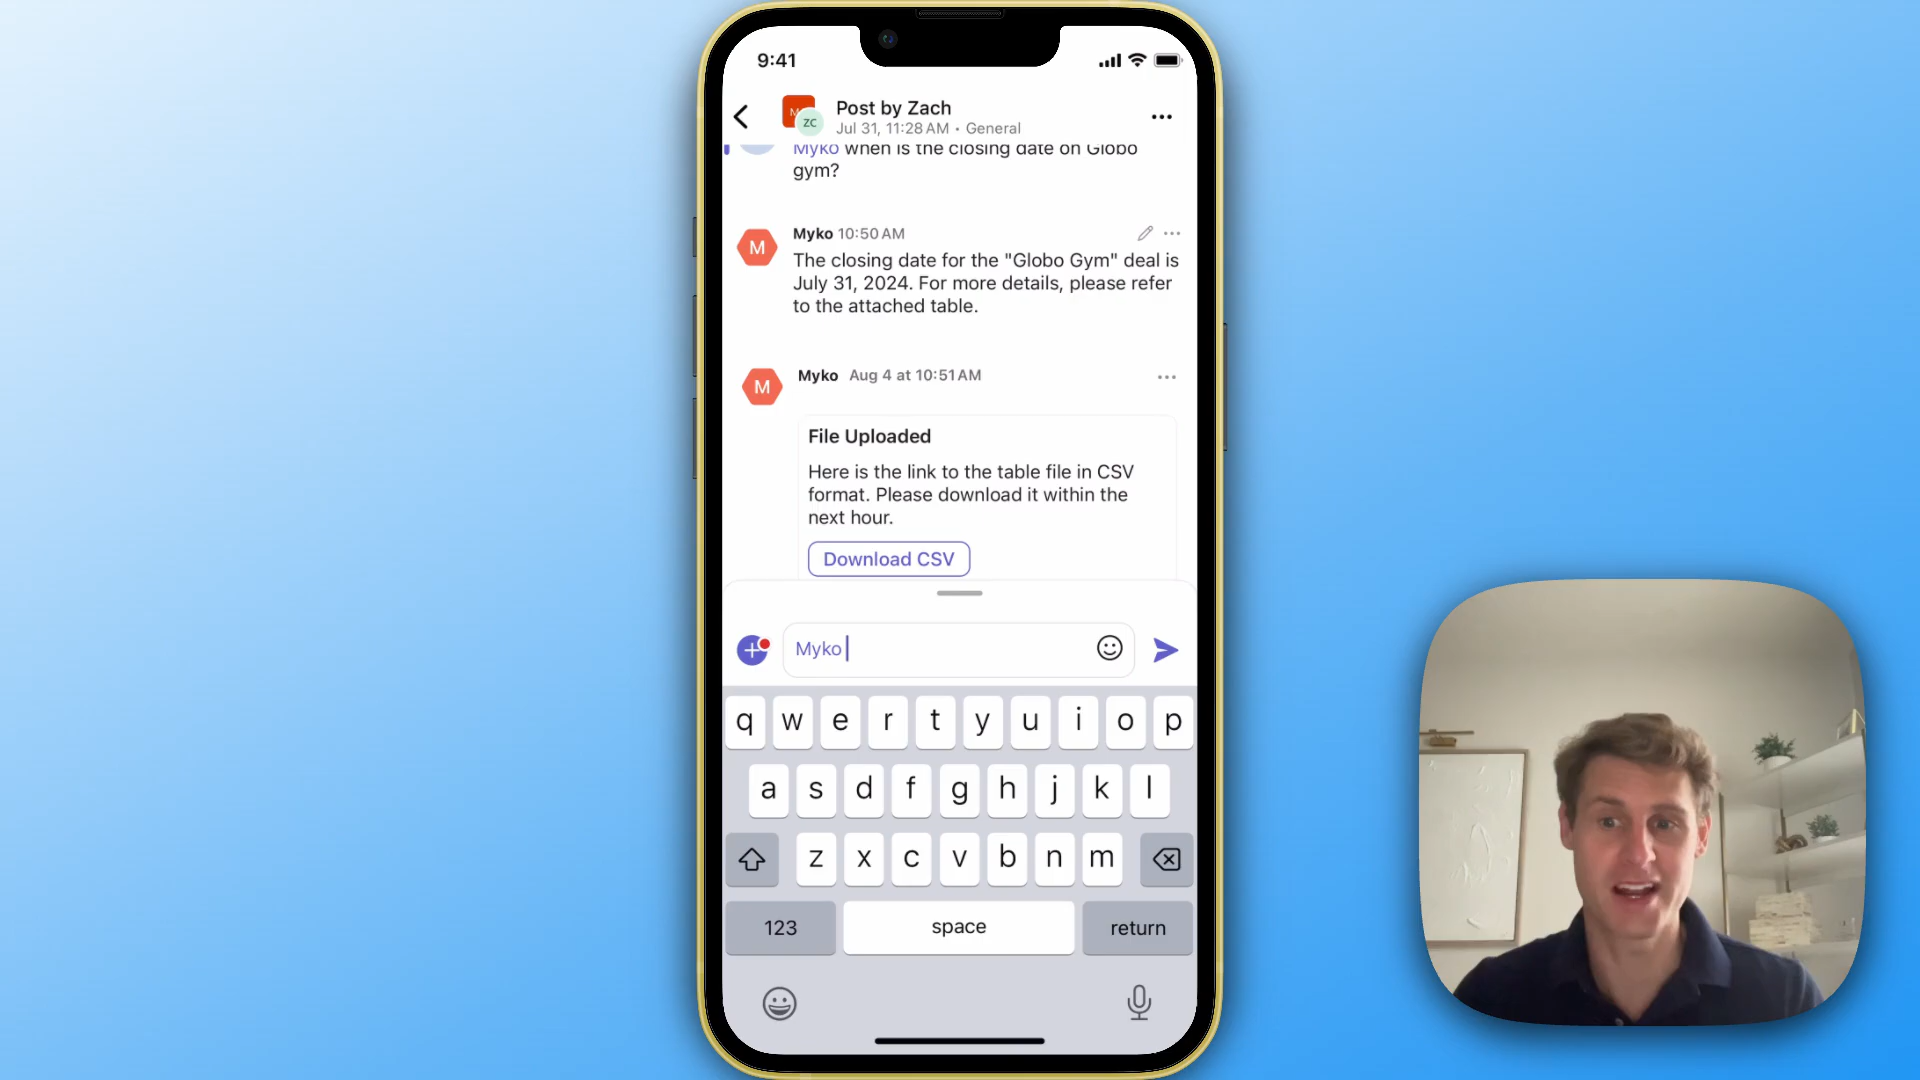 9:41
M
ZC
Post by Zach
Jul 31, 11:28 AM • General
Myko when is the closing date on Globo
gym?
M
Myko 10:50 AM
The closing date for the "Globo Gym" deal is
July 31, 2024. For more details, please refer
to the attached table.
M
Myko Aug 4 at 10:51 AM
File Uploaded
Here is the link to the table file in CSV
format. Please download it within the
next hour.
Download CSV
Myko
q w e r t y u i o p
a s d f g h j k l
z x c v b n m
123 space return